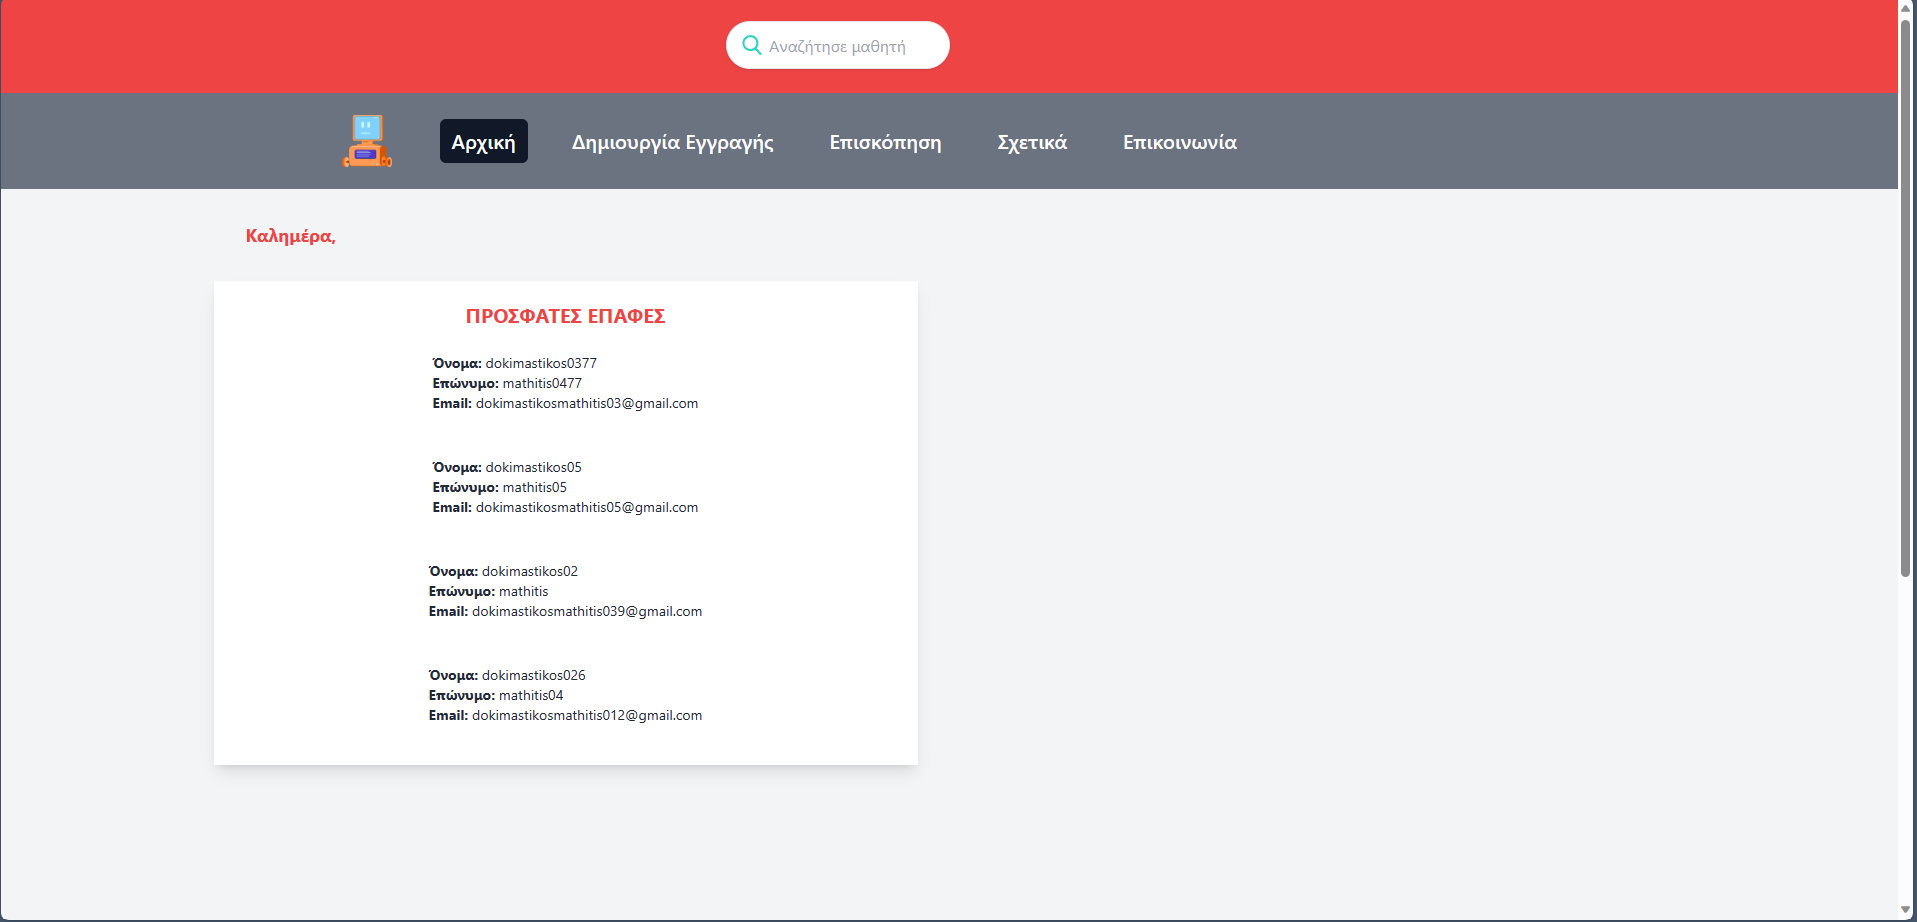 Αναζήτησε μαθητή
Αρχική Δημιουργία Εγγραγής Επισκόπηση Σχετικά Επικοινωνία
Καλημέρα,
ΠΡΟΣΦΑΤΕΣ ΕΠΑΦΕΣ
Όνομα: dokimastikos0377
Επώνυμο: mathitis0477
Email: dokimastikosmathitis03@gmail.com
Όνομα: dokimastikos05
Επώνυμο: mathitis05
Email: dokimastikosmathitis05@gmail.com
Όνομα: dokimastikos02
Επώνυμο: mathitis
Email: dokimastikosmathitis039@gmail.com
Όνομα: dokimastikos026
Επώνυμο: mathitis04
Email: dokimastikosmathitis012@gmail.com